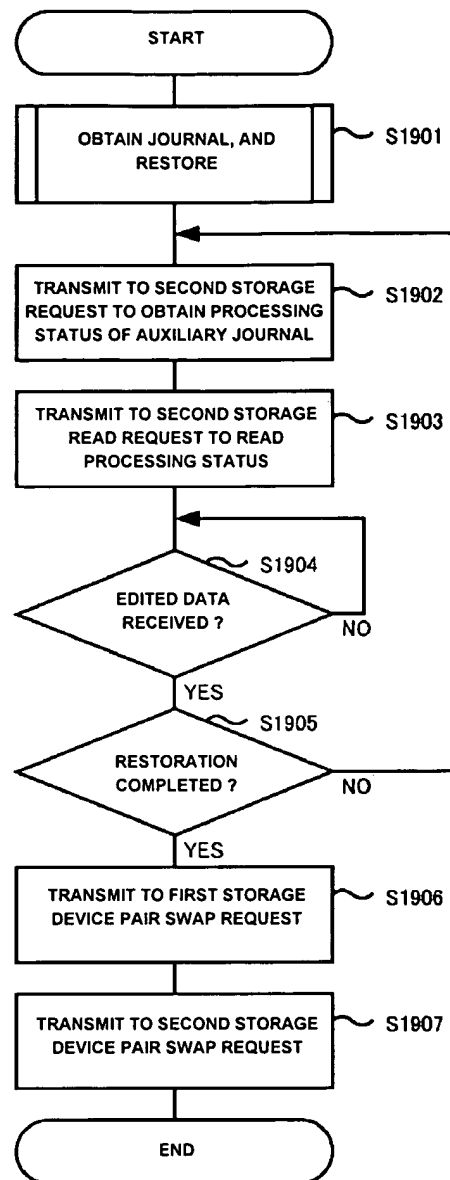 START
OBTAIN JOURNAL, AND
RESTORE
S1901
TRANSMIT TO SECOND STORAGE
REQUEST TO OBTAIN PROCESSING
STATUS OF AUXILIARY JOURNAL
S1902
TRANSMIT TO SECOND STORAGE
READ REQUEST TO READ
PROCESSING STATUS
S1903
S1904
EDITED DATA
RECEIVED ?
NO
YES
S1905
RESTORATION
COMPLETED ?
NO
YES
TRANSMIT TO FIRST STORAGE
DEVICE PAIR SWAP REQUEST
S1906
TRANSMIT TO SECOND STORAGE
DEVICE PAIR SWAP REQUEST
S1907
END